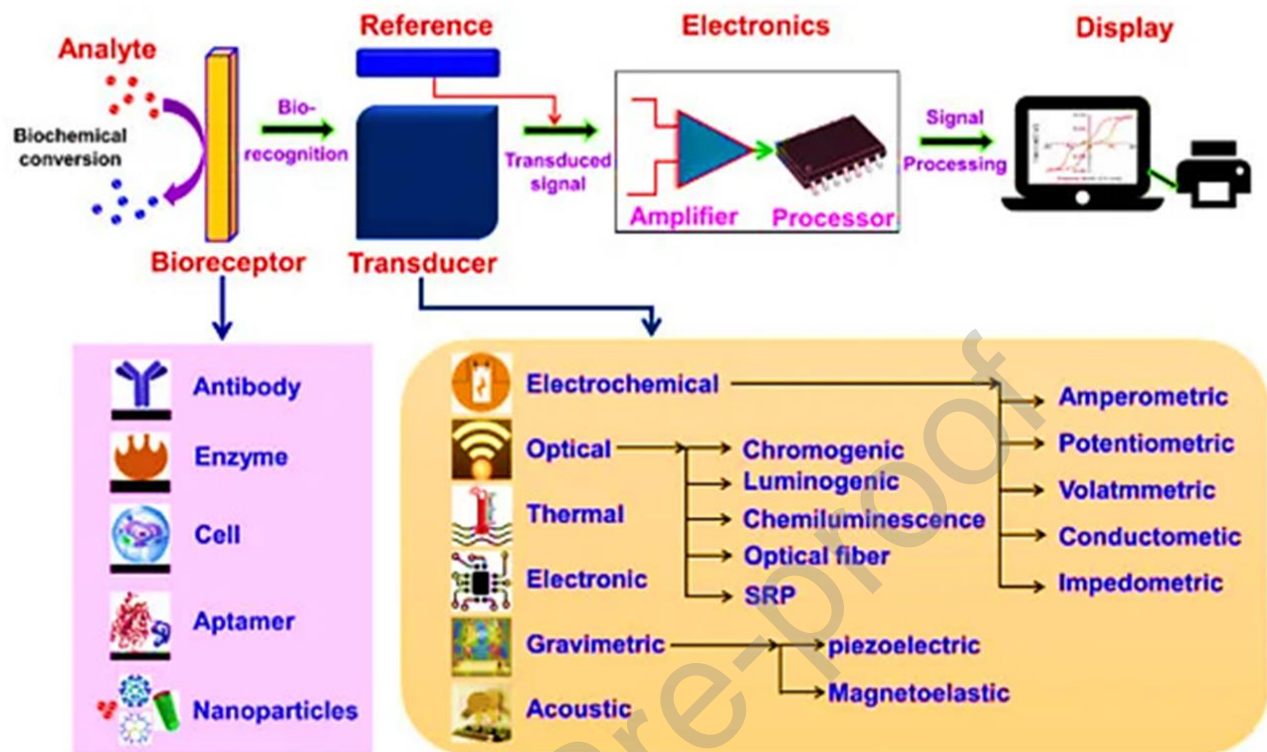 Analyte
Reference
Electronics
Display
Biochemical
conversion
Bio-
recognition
Transduced
signal
Amplifier
Processor
Signal
Processing
Bioreceptor
Transducer
Antibody
Enzyme
Cell
Aptamer
Nanoparticles
Electrochemical
Optical
Thermal
Electronic
Gravimetric
Acoustic
Chromogenic
Luminogenic
Chemiluminescence
Optical fiber
SRP
piezoelectric
Magnetoelastic
Amperometric
Potentiometric
Volatmmetric
Conductometic
Impedometric
re-proof